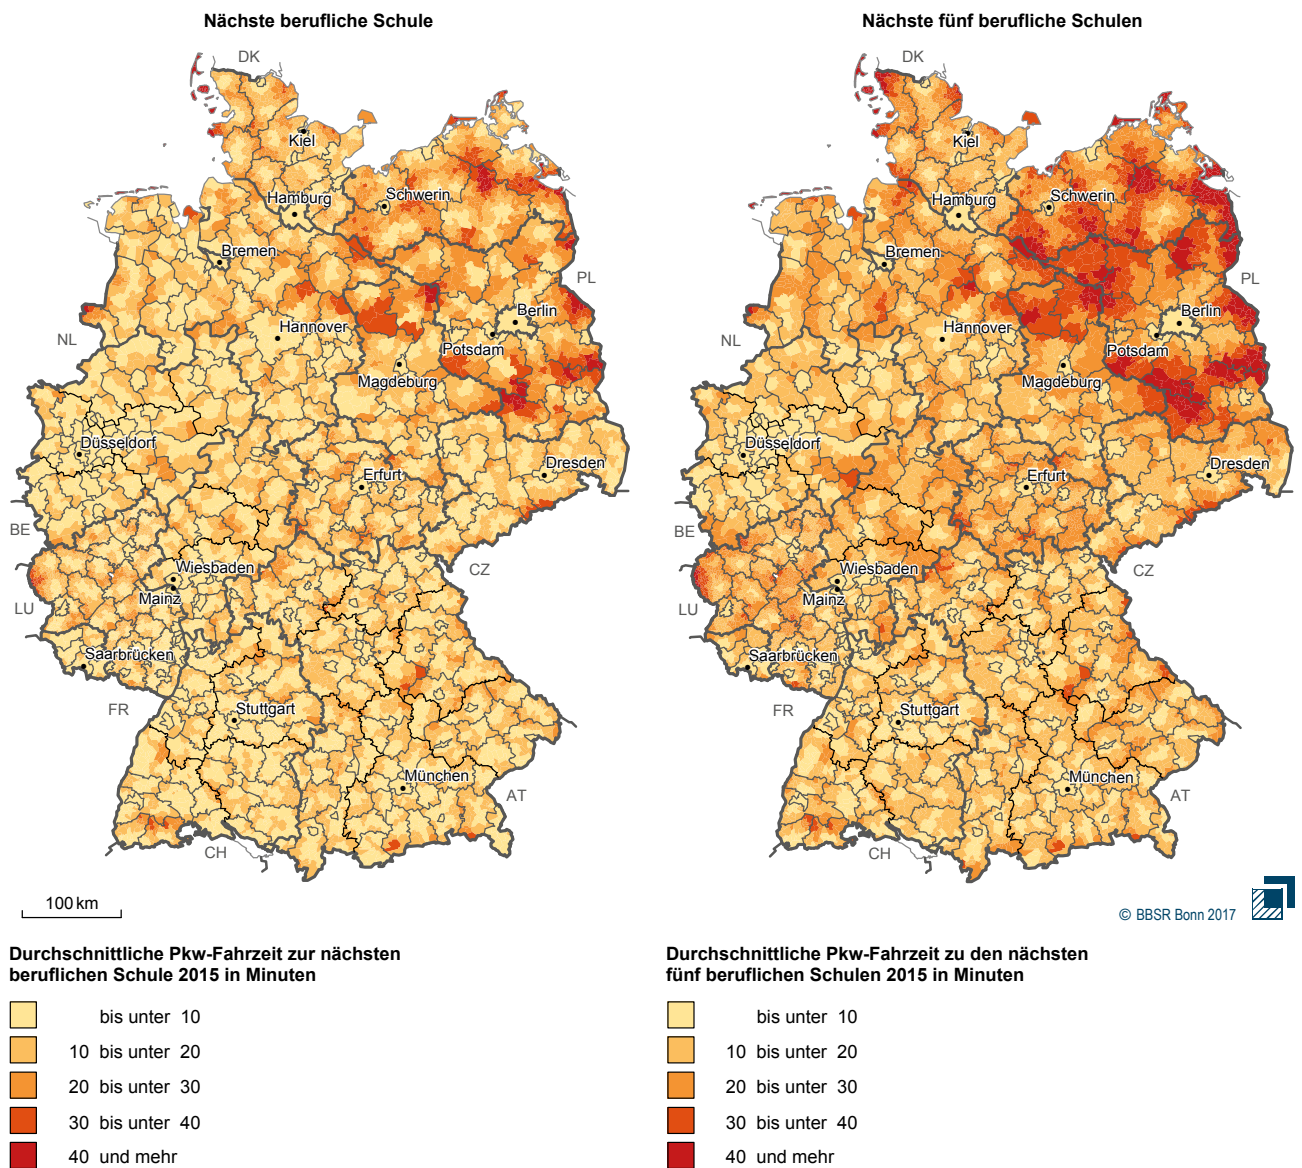 Nächste berufliche Schule
DK
Kiel
Hamburg
Schwerin
Bremen
PL
Berlin
Hannover
NL
Potsdam
Magdeburg
Düsseldorf
Erfurt
Dresden
BE
Wiesbaden
CZ
Mainz
LU
Saarbrücken
FR
Stuttgart
München
AT
CH
100 km
Nächste fünf berufliche Schulen
DK
Kiel
Hamburg
Schwerin
Bremen
PL
Berlin
Hannover
NL
Potsdam
Magdeburg
Düsseldorf
Erfurt
Dresden
BE
Wiesbaden
CZ
Mainz
LU
Saarbrücken
FR
Stuttgart
München
AT
CH
© BBSR Bonn 2017
Durchschnittliche Pkw-Fahrzeit zur nächsten
beruflichen Schule 2015 in Minuten
bis unter 10
10 bis unter 20
20 bis unter 30
30 bis unter 40
40 und mehr
Durchschnittliche Pkw-Fahrzeit zu den nächsten
fünf beruflichen Schulen 2015 in Minuten
bis unter 10
10 bis unter 20
20 bis unter 30
30 bis unter 40
40 und mehr